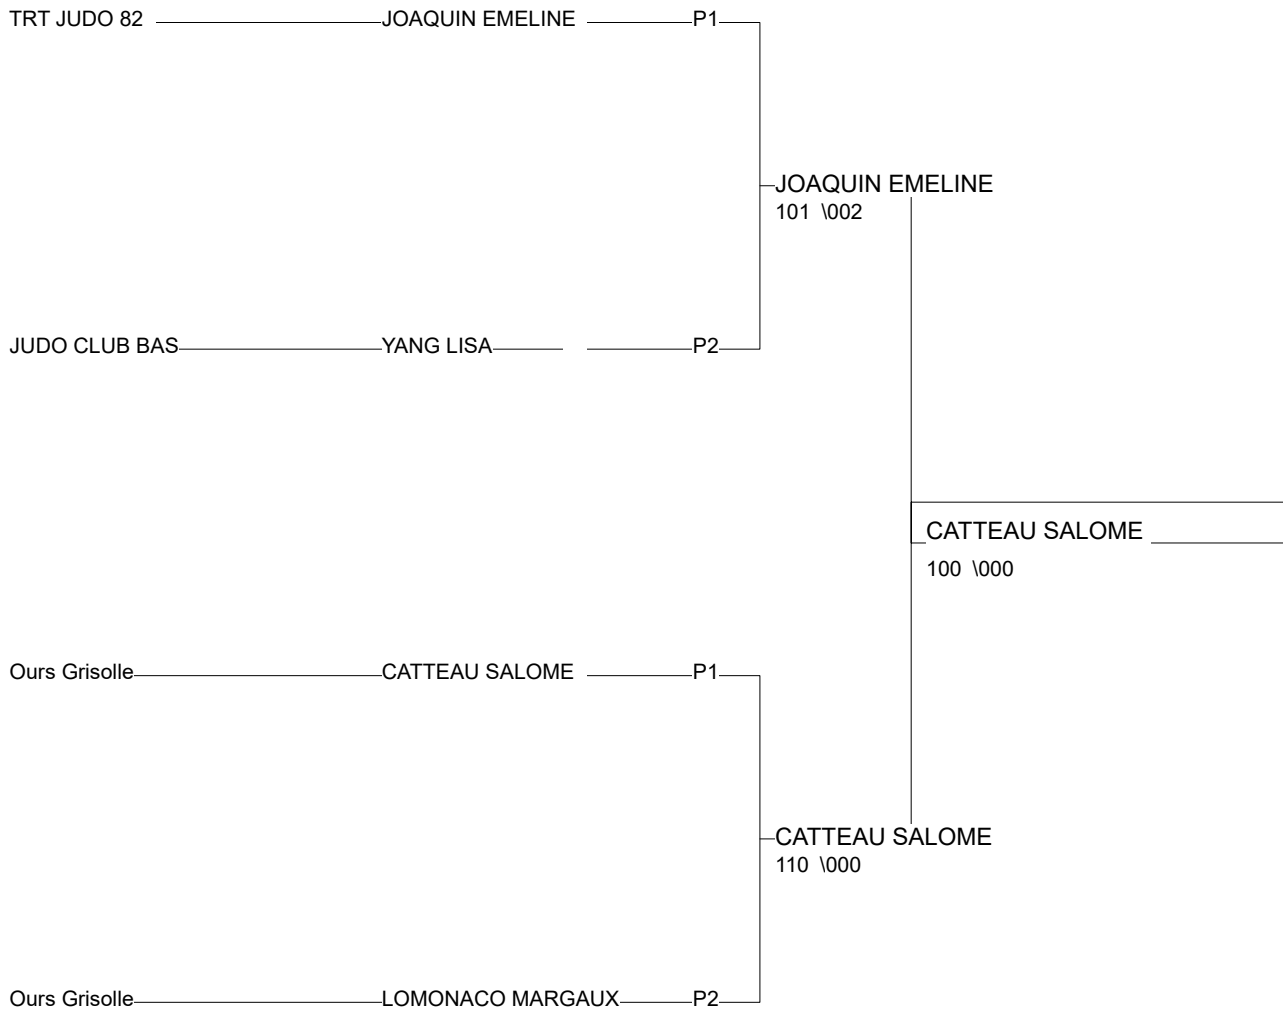 TRT JUDO 82 JOAQUIN EMELINE P1
JOAQUIN EMELINE
101 \002
JUDO CLUB BAS YANG LISA P2
CATTEAU SALOME
100 \000
Ours Grisolle CATTEAU SALOME P1
CATTEAU SALOME
110 \000
Ours Grisolle LOMONACO MARGAUX P2